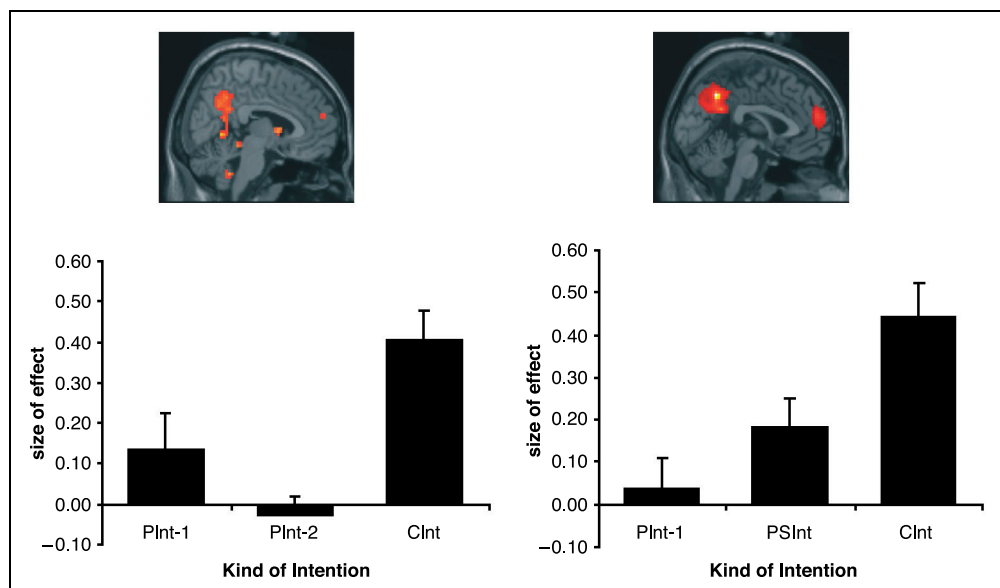 0.60
0.50
0.40
0.30
0.20
0.10
0.00
–0.10
size of effect
PInt-1 PInt-2 CInt
Kind of Intention
0.60
0.50
0.40
0.30
0.20
0.10
0.00
–0.10
size of effect
PInt-1 PSInt CInt
Kind of Intention